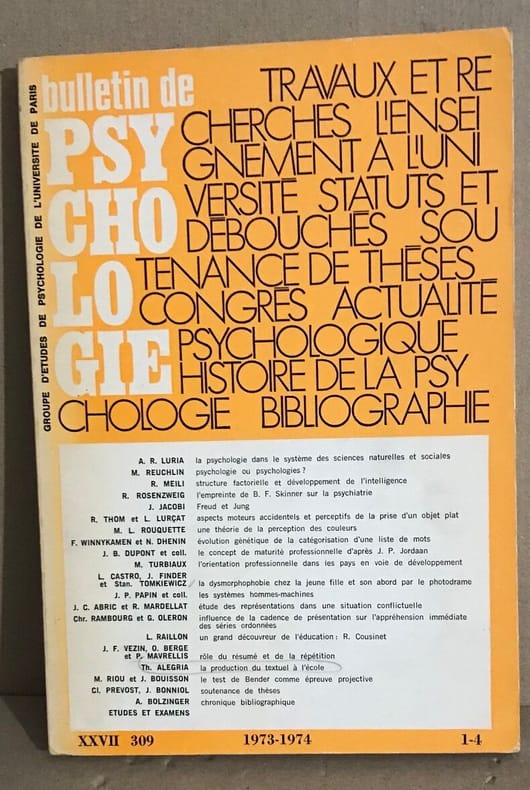 GROUPE D'ETUDES DE PSYCHOLOGIE DE L'UNIVERSITE DE PARIS
bulletin de
PSY
CHO
LO
GIE
TRAVAUX ET RE
CHERCHES L'ENSEI
GNEMENT A L'UNI
VERSITÉ STATUTS ET
DÉBOUCHÉS SOU
TENANCE DE THÈSES
CONGRÈS ACTUALITÉ
PSYCHOLOGIQUE
HISTOIRE DE LA PSY
CHOLOGIE BIBLIOGRAPHIE
A. R. LURIA la psychologie dans le système des sciences naturelles et sociales
M. REUCHLIN psychologie ou psychologies ?
R. MEILI structure factorielle et développement de l'intelligence
R. ROSENZWEIG l'empreinte de B. F. Skinner sur la psychiatrie
J. JACOBI Freud et Jung
R. THOM et L. LURÇAT aspects moteurs accidentels et perceptifs de la prise d'un objet plat
M. L. ROUQUETTE une théorie de la perception des couleurs
F. WINNYKAMEN et N. DHENIN évolution génétique de la catégorisation d'une liste de mots
J. B. DUPONT et coll. le concept de maturité professionnelle d'après J. P. Jordaan
M. TURBIAUX l'orientation professionnelle dans les pays en voie de développement
L. CASTRO, J. FINDER
et Stan. TOMKIEWICZ la dysmorphophobie chez la jeune fille et son abord par le photodrame
J. P. PAPIN et coll. les systèmes hommes-machines
J. C. ABRIC et R. MARDELLAT étude des représentations dans une situation conflictuelle
Chr. RAMBOURG et G. OLERON influence de la cadence de présentation sur l'appréhension immédiate
des séries ordonnées
L. RAILLON un grand découvreur de l'éducation : R. Cousinet
J. F. VEZIN, O. BERGE
et P. MAVRELLIS rôle du résumé et de la répétition
Th. ALEGRIA la production du textuel à l'école
M. RIOU et J. BOUISSON le test de Bender comme épreuve projective
Cl. PREVOST, J. BONNIOL soutenance de thèses
A. BOLZINGER chronique bibliographique
ETUDES ET EXAMENS
XXVII 309 1973-1974 1-4